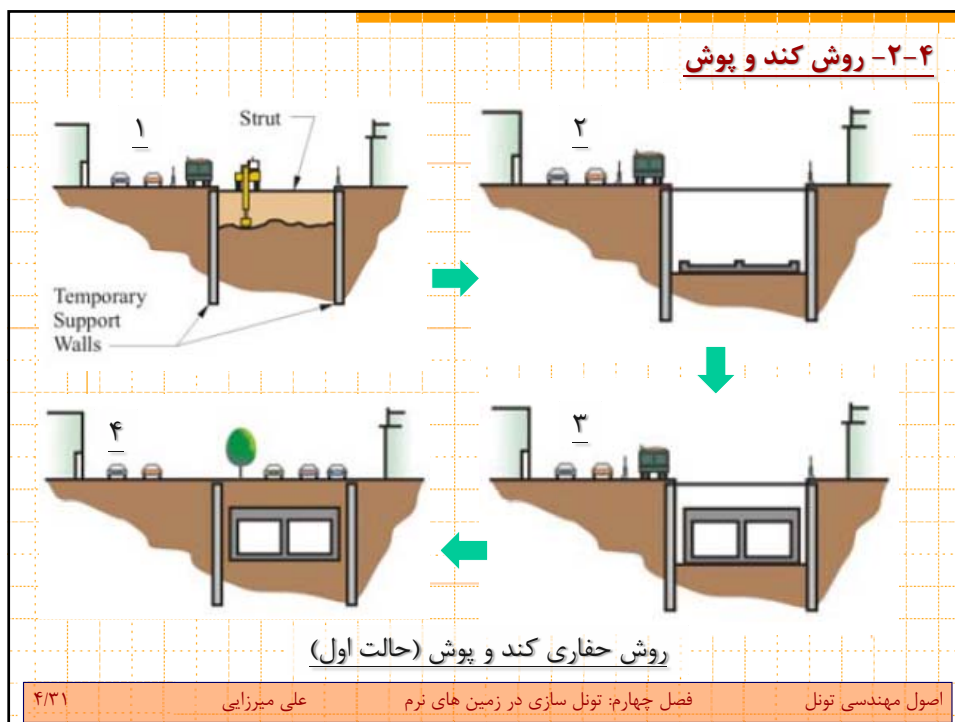 ۴-۲- روش کند و پوش
۱
Strut
Temporary
Support
Walls
۲
۳
۴
روش حفاری کند و پوش (حالت اول)
اصول مهندسی تونل فصل چهارم: تونل سازی در زمین های نرم علی میرزایی ۴/۳۱